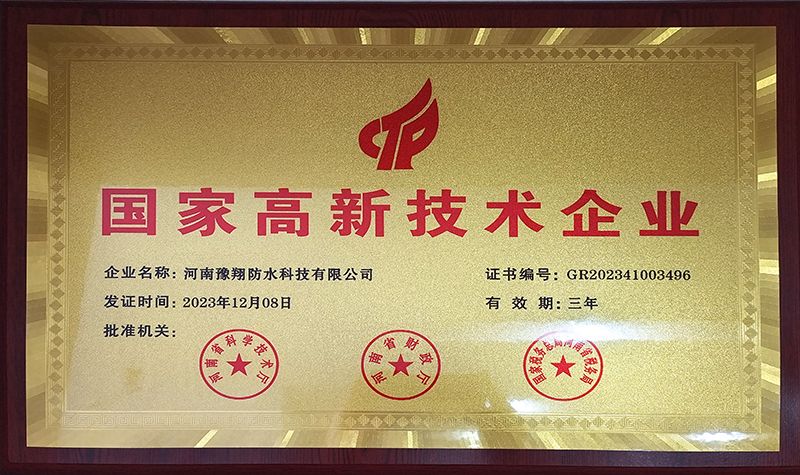 国家高新技术企业
企业名称：河南豫翔防水科技有限公司
证书编号：GR202341003496
发证时间：2023年12月08日
有 效 期：三年
批准机关：
河南省科学技术厅
河南省财政厅
国家税务总局河南省税务局